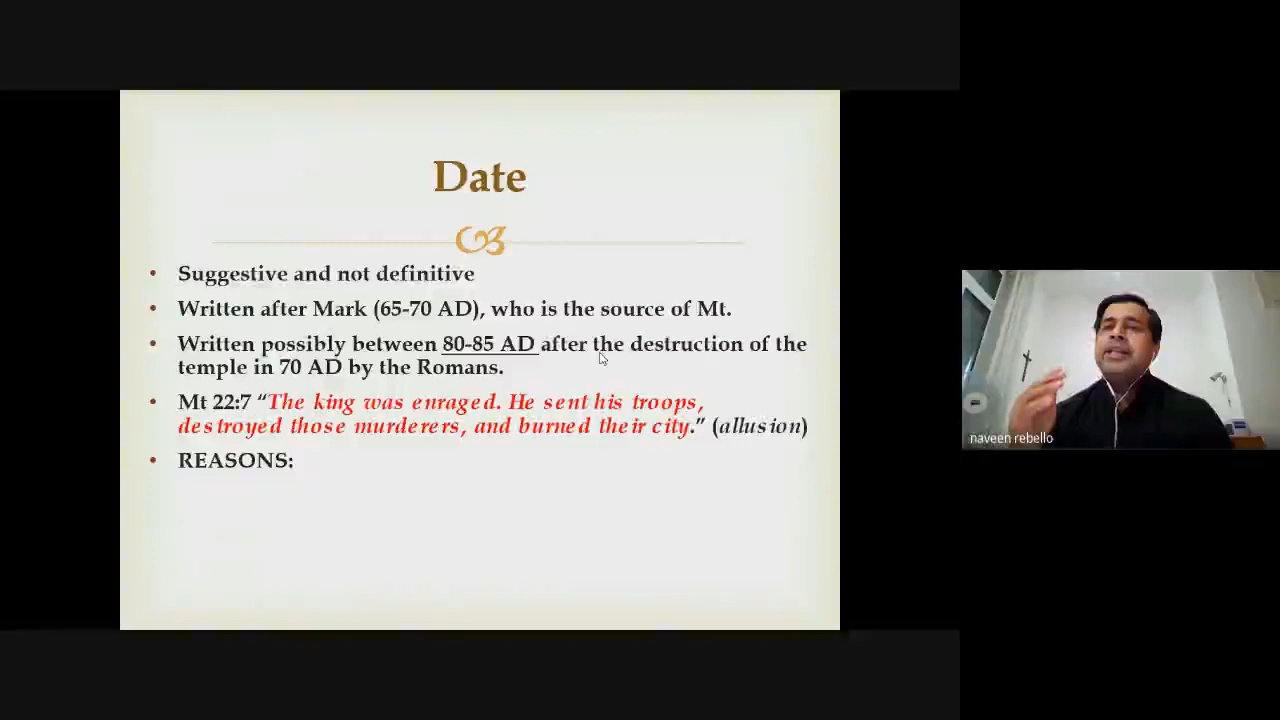 Date
• Suggestive and not definitive
• Written after Mark (65-70 AD), who is the source of Mt.
• Written possibly between 80-85 AD after the destruction of the
temple in 70 AD by the Romans.
• Mt 22:7 “The king was enraged. He sent his troops,
destroyed those murderers, and burned their city.” (allusion)
• REASONS:
naveen rebello